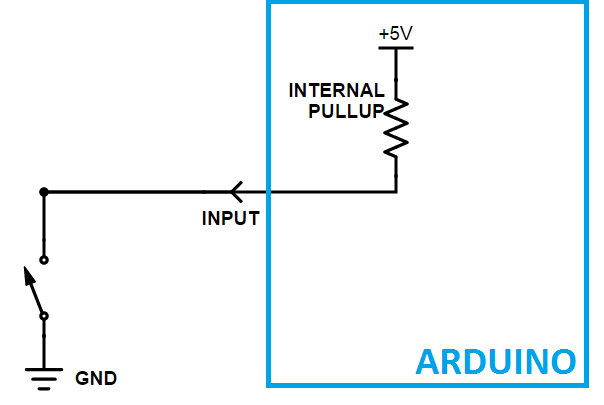 +5V
INTERNAL
PULLUP
INPUT
GND
ARDUINO